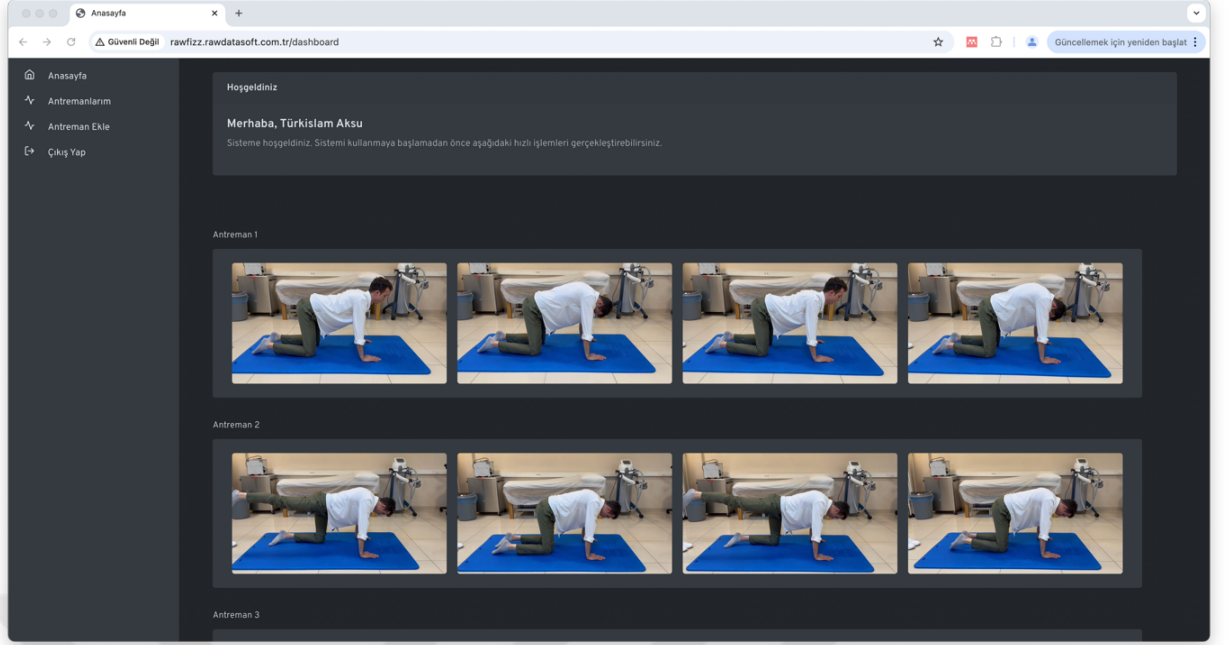 Anasayfa
Güvenli Değil rawfizz.rawdatasoft.com.tr/dashboard
Güncellemek için yeniden başlat
Anasayfa
Antremanlarım
Antreman Ekle
Çıkış Yap
Hoşgeldiniz
Merhaba, Türkislam Aksu
Sisteme hoşgeldiniz. Sistemi kullanmaya başlamadan önce aşağıdaki hızlı işlemleri gerçekleştirebilirsiniz.
Antreman 1
Antreman 2
Antreman 3